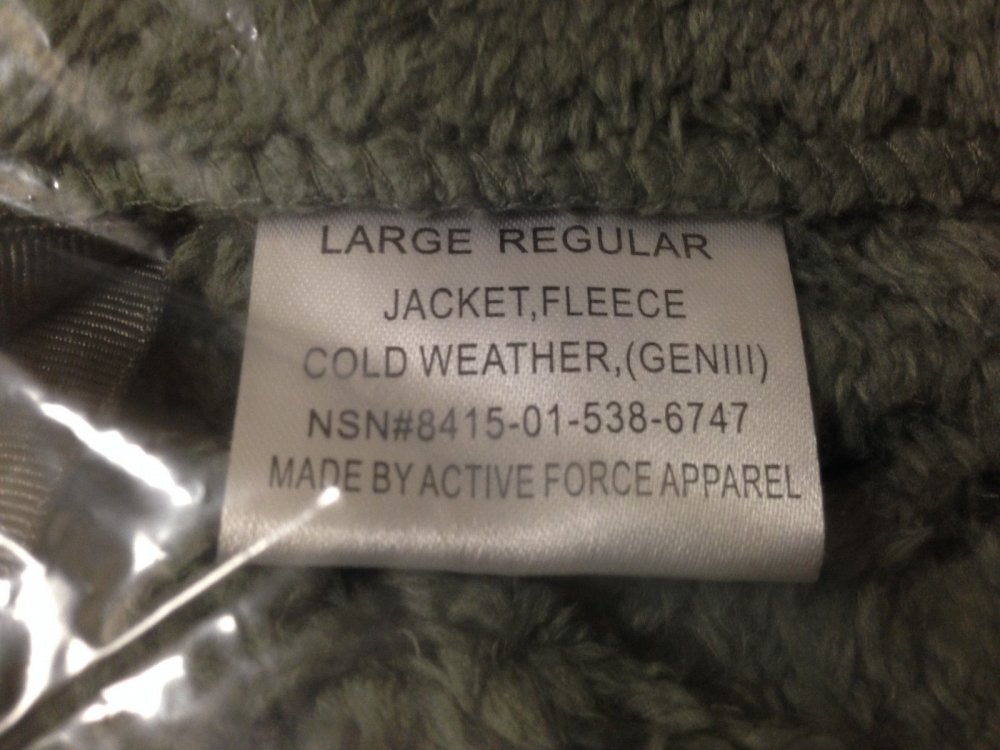 LARGE REGULAR
JACKET,FLEECE
COLD WEATHER,(GENIII)
NSN#8415-01-538-6747
MADE BY ACTIVE FORCE APPAREL